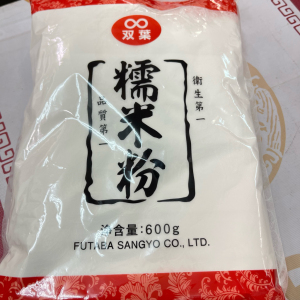 双葉
衛生第一
糯米粉
品質第一
净含量:600g
FUTABA SANGYO CO., LTD.